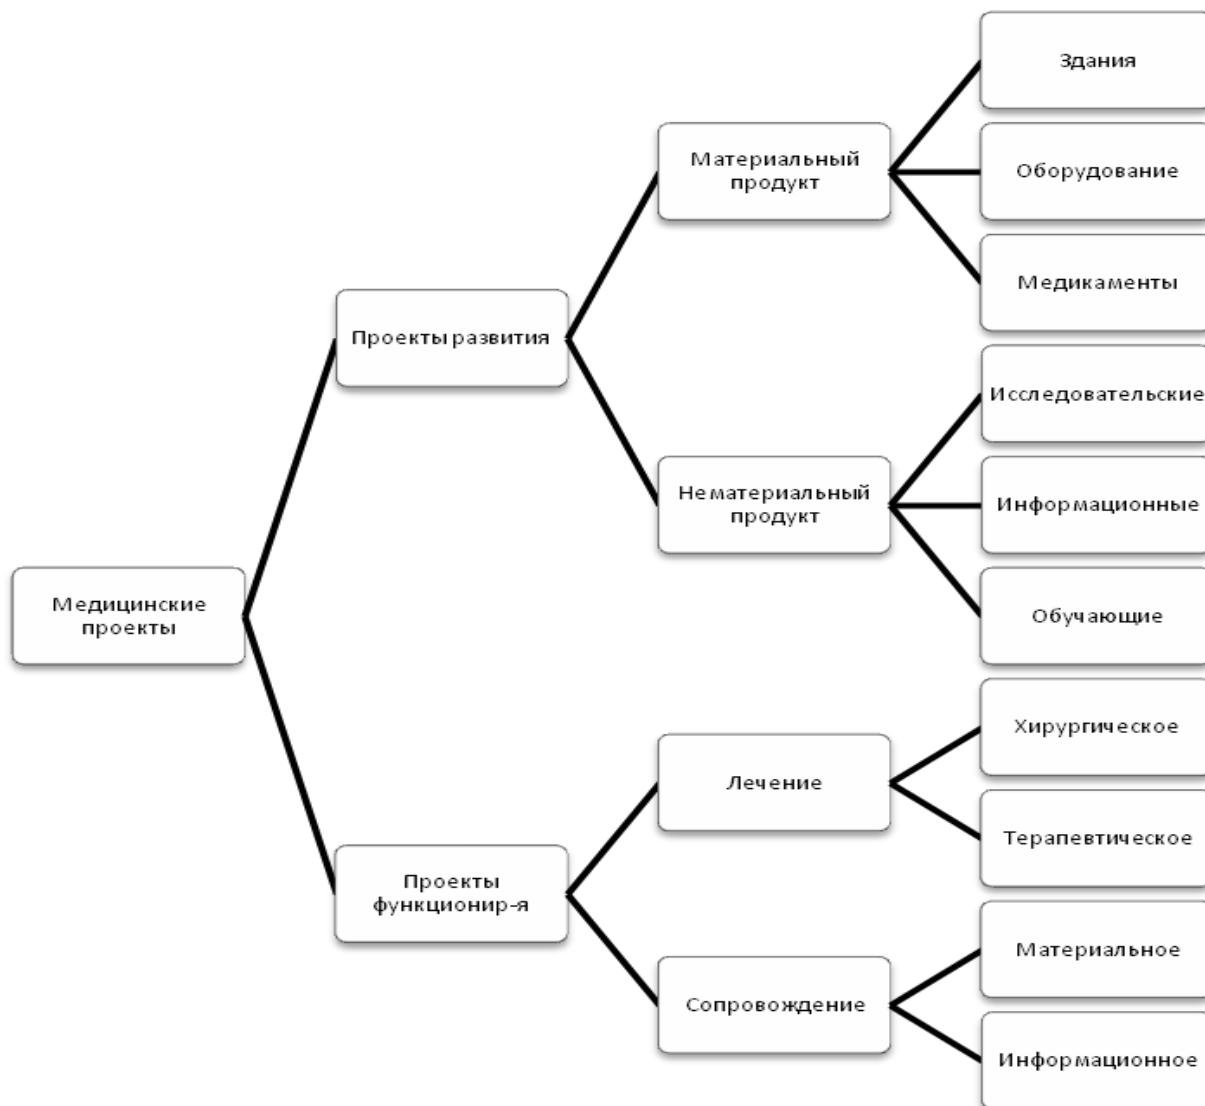 Медицинские
проекты
Проекты развития
Материальный
продукт
Здания
Оборудование
Медикаменты
Нематериальный
продукт
Исследовательские
Информационные
Обучающие
Проекты
функционир-я
Лечение
Хирургическое
Терапевтическое
Сопровождение
Материальное
Информационное